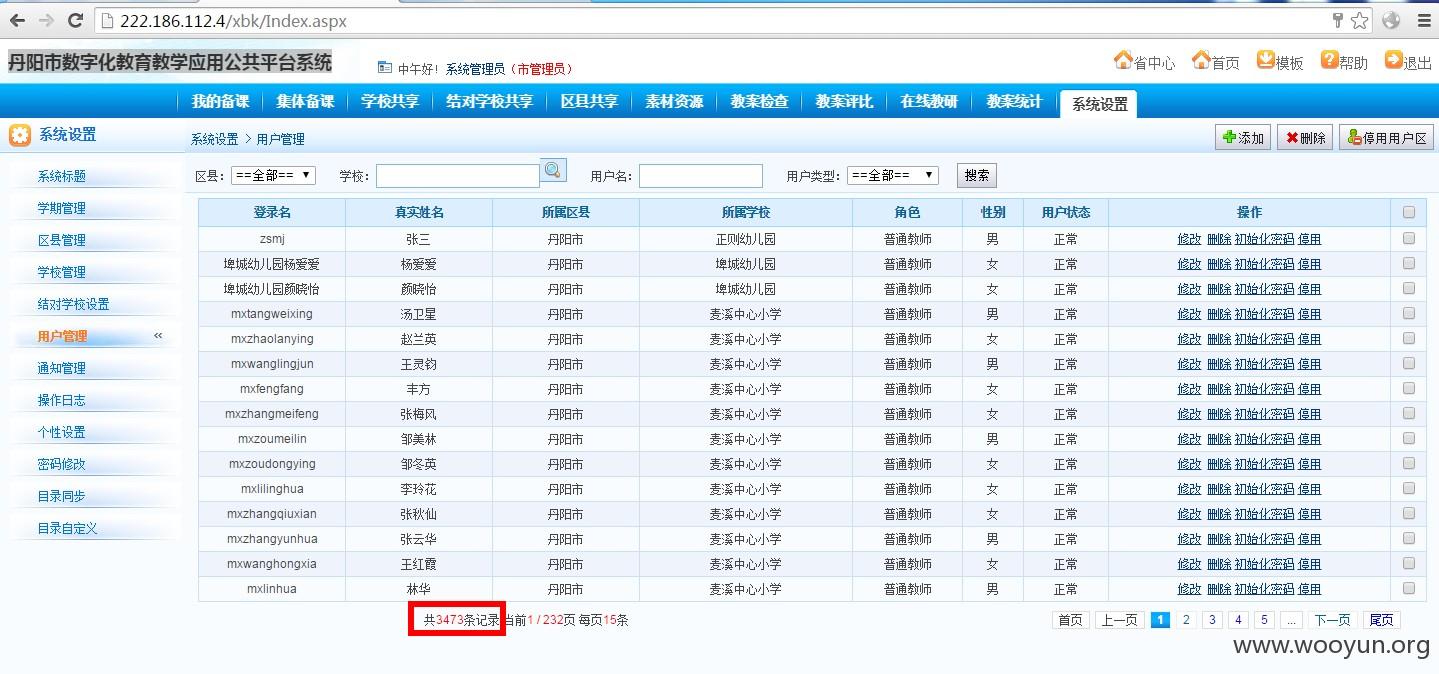 222.186.112.4/xbk/Index.aspx
丹阳市数字化教育教学应用公共平台系统 中午好！ 系统管理员（市管理员） 省中心 首页 模板 帮助 退出
我的备课 集体备课 学校共享 结对学校共享 区县共享 素材资源 教案检查 教案评比 在线教研 教案统计 系统设置
系统设置 系统设置 > 用户管理 添加 删除 停用用户区
系统标题
学期管理
区县管理
学校管理
结对学校设置
用户管理 «
通知管理
操作日志
个性设置
密码修改
目录同步
目录自定义
区县： ==全部== 学校： 用户名： 用户类型： ==全部== 搜索
登录名 真实姓名 所属区县 所属学校 角色 性别 用户状态 操作
zsmj 张三 丹阳市 正则幼儿园 普通教师 男 正常 修改 删除 初始化密码 停用
埤城幼儿园杨爱爱 杨爱爱 丹阳市 埤城幼儿园 普通教师 女 正常 修改 删除 初始化密码 停用
埤城幼儿园颜晓怡 颜晓怡 丹阳市 埤城幼儿园 普通教师 女 正常 修改 删除 初始化密码 停用
mxtangweixing 汤卫星 丹阳市 麦溪中心小学 普通教师 男 正常 修改 删除 初始化密码 停用
mxzhaolanying 赵兰英 丹阳市 麦溪中心小学 普通教师 女 正常 修改 删除 初始化密码 停用
mxwanglingjun 王灵钧 丹阳市 麦溪中心小学 普通教师 男 正常 修改 删除 初始化密码 停用
mxfengfang 丰方 丹阳市 麦溪中心小学 普通教师 女 正常 修改 删除 初始化密码 停用
mxzhangmeifeng 张梅风 丹阳市 麦溪中心小学 普通教师 女 正常 修改 删除 初始化密码 停用
mxzoumeilin 邹美林 丹阳市 麦溪中心小学 普通教师 男 正常 修改 删除 初始化密码 停用
mxzoudongying 邹冬英 丹阳市 麦溪中心小学 普通教师 女 正常 修改 删除 初始化密码 停用
mxlilinghua 李玲花 丹阳市 麦溪中心小学 普通教师 女 正常 修改 删除 初始化密码 停用
mxzhangqiuxian 张秋仙 丹阳市 麦溪中心小学 普通教师 女 正常 修改 删除 初始化密码 停用
mxzhangyunhua 张云华 丹阳市 麦溪中心小学 普通教师 男 正常 修改 删除 初始化密码 停用
mxwanghongxia 王红霞 丹阳市 麦溪中心小学 普通教师 女 正常 修改 删除 初始化密码 停用
mxlinhua 林华 丹阳市 麦溪中心小学 普通教师 男 正常 修改 删除 初始化密码 停用
共3473条记录 当前1 / 232页 每页15条 首页 上一页 1 2 3 4 5 ... 下一页 尾页
www.wooyun.org